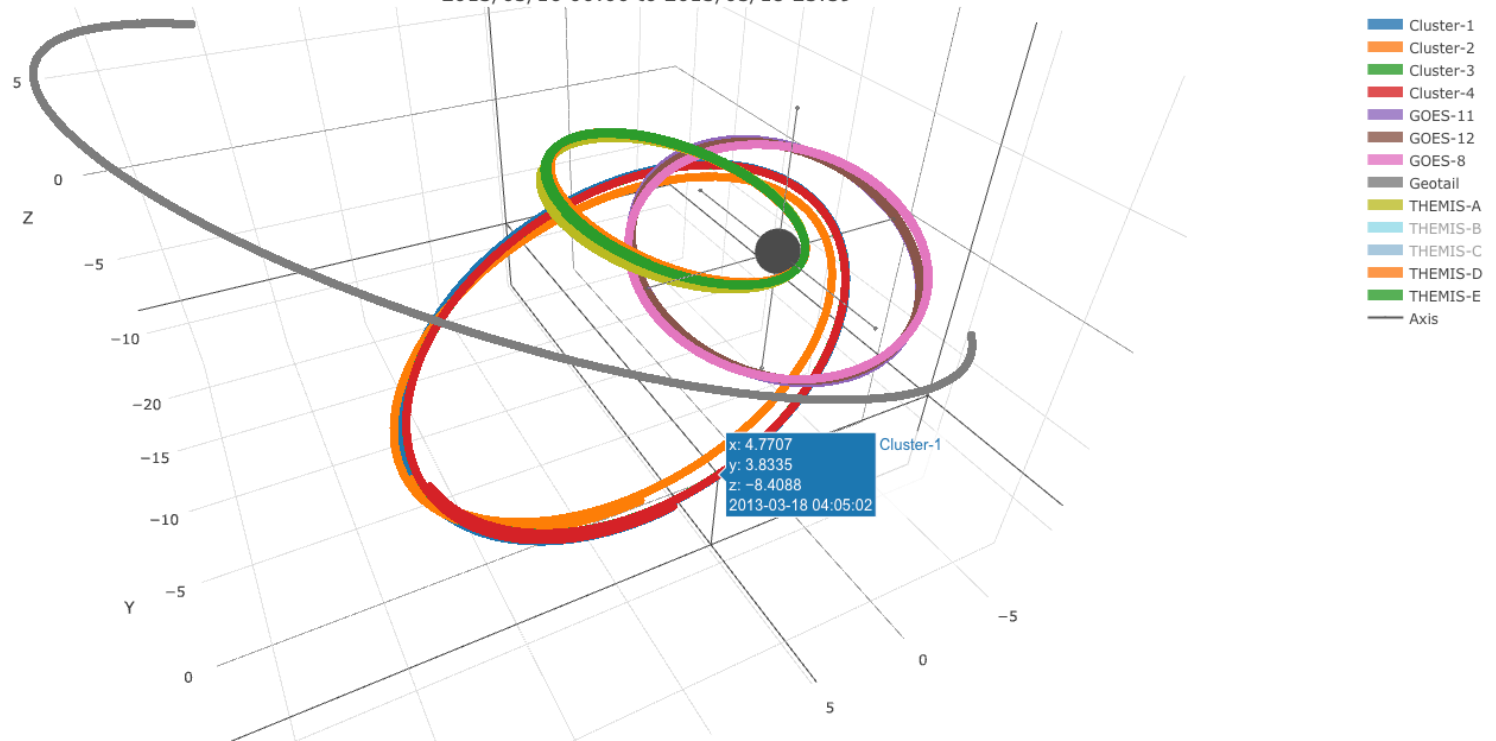 Cluster-1
Cluster-2
Cluster-3
Cluster-4
GOES-11
GOES-12
GOES-8
Geotail
THEMIS-A
THEMIS-B
THEMIS-C
THEMIS-D
THEMIS-E
Axis
5
0
Z
−5
−10
−20
−15
−10
−5
Y
0
x: 4.7707
y: 3.8335
z: −8.4088
2013-03-18 04:05:02
Cluster-1
−5
0
5